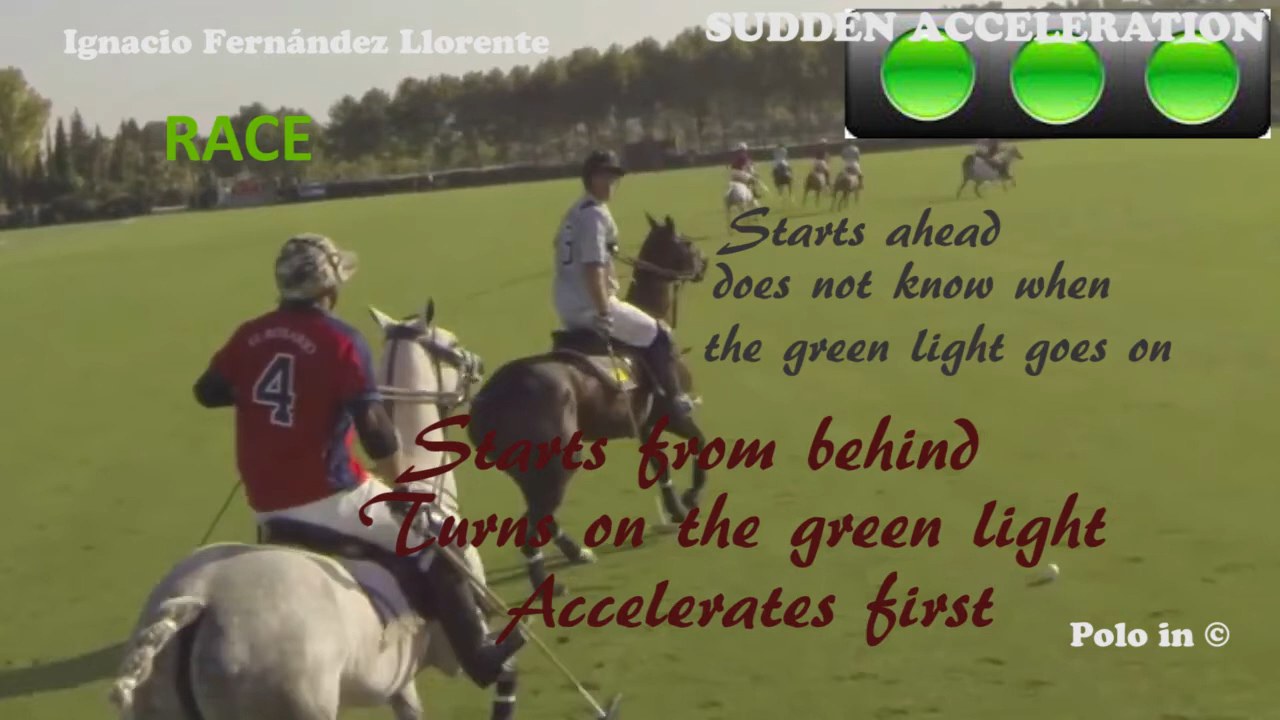 Ignacio Fernández Llorente
SUDDEN ACCELERATION
RACE
Starts ahead
does not know when
the green light goes on
4
Starts from behind
Turns on the green light
Accelerates first
Polo in ©